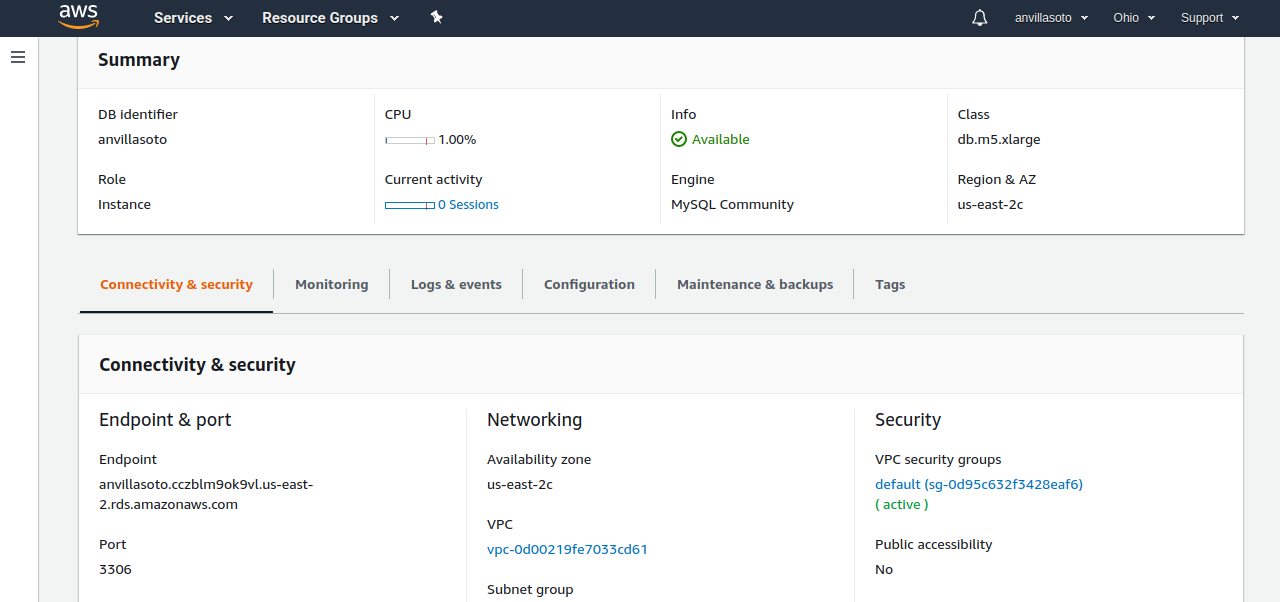 aws Services Resource Groups anvillasoto Ohio Support
Summary
DB identifier CPU Info Class
anvillasoto 1.00% Available db.m5.xlarge
Role Current activity Engine Region & AZ
Instance 0 Sessions MySQL Community us-east-2c
Connectivity & security Monitoring Logs & events Configuration Maintenance & backups Tags
Connectivity & security
Endpoint & port
Endpoint
anvillasoto.cczblm9ok9vl.us-east-
2.rds.amazonaws.com
Port
3306
Networking
Availability zone
us-east-2c
VPC
vpc-0d00219fe7033cd61
Subnet group
Security
VPC security groups
default (sg-0d95c632f3428eaf6)
( active )
Public accessibility
No